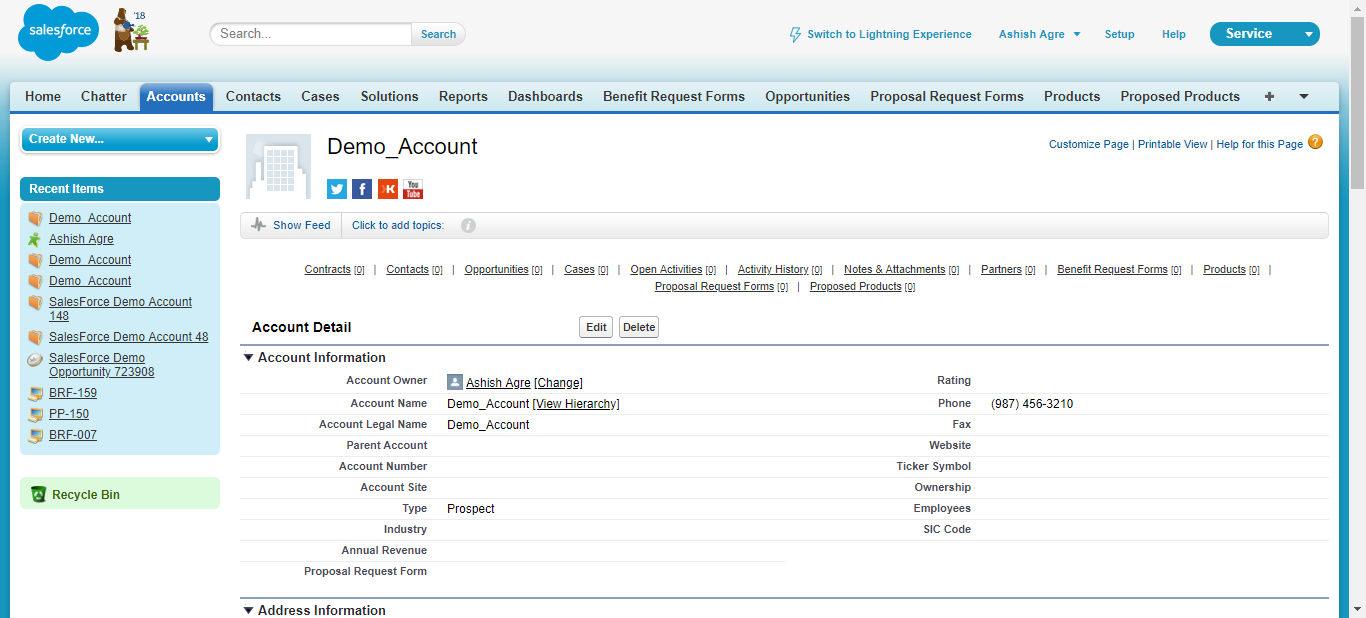 salesforce
'18
Search...
Search
Switch to Lightning Experience
Ashish Agre
Setup
Help
Service
Home Chatter Accounts Contacts Cases Solutions Reports Dashboards Benefit Request Forms Opportunities Proposal Request Forms Products Proposed Products +
Create New...
Recent Items
Demo_Account
Ashish Agre
Demo_Account
Demo_Account
SalesForce Demo Account
148
SalesForce Demo Account 48
SalesForce Demo
Opportunity 723908
BRF-159
PP-150
BRF-007
Recycle Bin
Demo_Account
Customize Page | Printable View | Help for this Page ?
f K You Tube
Show Feed Click to add topics: i
Contracts [0] | Contacts [0] | Opportunities [0] | Cases [0] | Open Activities [0] | Activity History [0] | Notes & Attachments [0] | Partners [0] | Benefit Request Forms [0] | Products [0] |
Proposal Request Forms [0] | Proposed Products [0]
Account Detail Edit Delete
Account Information
Account Owner Ashish Agre [Change] Rating
Account Name Demo_Account [View Hierarchy] Phone (987) 456-3210
Account Legal Name Demo_Account Fax
Parent Account Website
Account Number Ticker Symbol
Account Site Ownership
Type Prospect Employees
Industry SIC Code
Annual Revenue
Proposal Request Form
Address Information